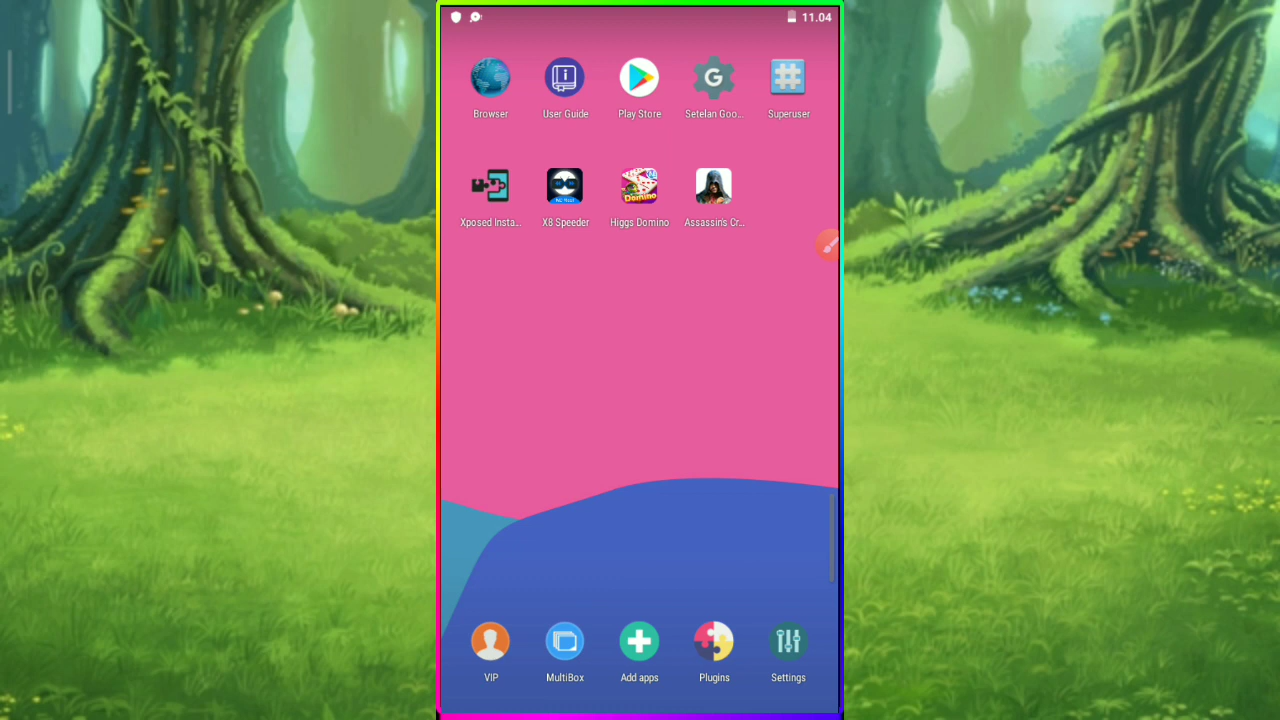 11.04
Browser
User Guide
Play Store
Setelan Goo...
Superuser
Xposed Insta...
X8 Speeder
Higgs Domino
Assassin's Cr...
Domino
VIP
MultiBox
Add apps
Plugins
Settings